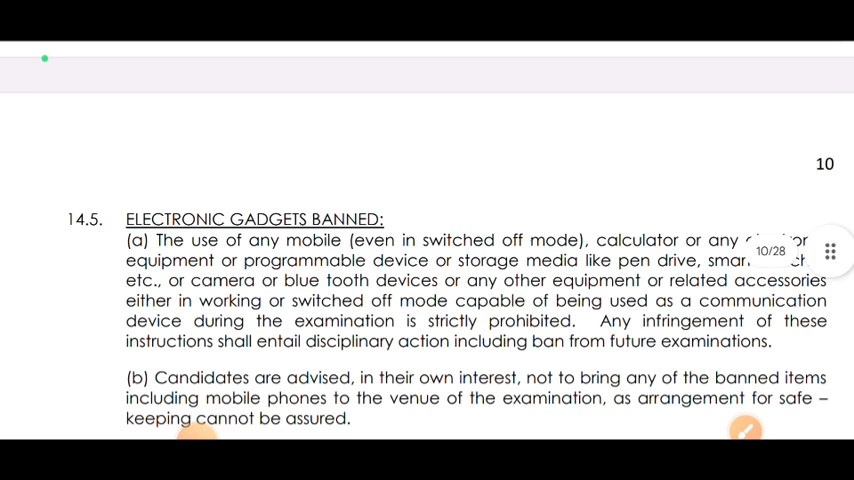 10
14.5. ELECTRONIC GADGETS BANNED:
(a) The use of any mobile (even in switched off mode), calculator or any
10/28
equipment or programmable device or storage media like pen drive,
etc., or camera or blue tooth devices or any other equipment or related accessories
either in working or switched off mode capable of being used as a communication
device during the examination is strictly prohibited. Any infringement of these
instructions shall entail disciplinary action including ban from future examinations.
(b) Candidates are advised, in their own interest, not to bring any of the banned items
including mobile phones to the venue of the examination, as arrangement for safe –
keeping cannot be assured.